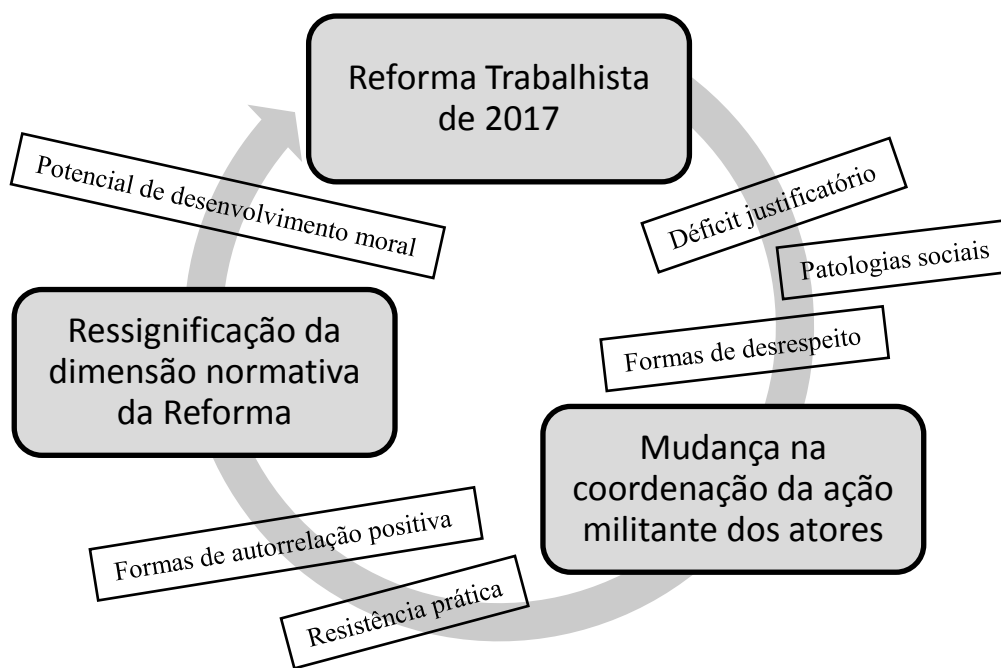 Reforma Trabalhista
de 2017
Potencial de desenvolvimento moral
Déficit justificatório
Patologias sociais
Formas de desrespeito
Ressignificação da
dimensão normativa
da Reforma
Mudança na
coordenação da ação
militante dos atores
Formas de autorrelação positiva
Resistência prática